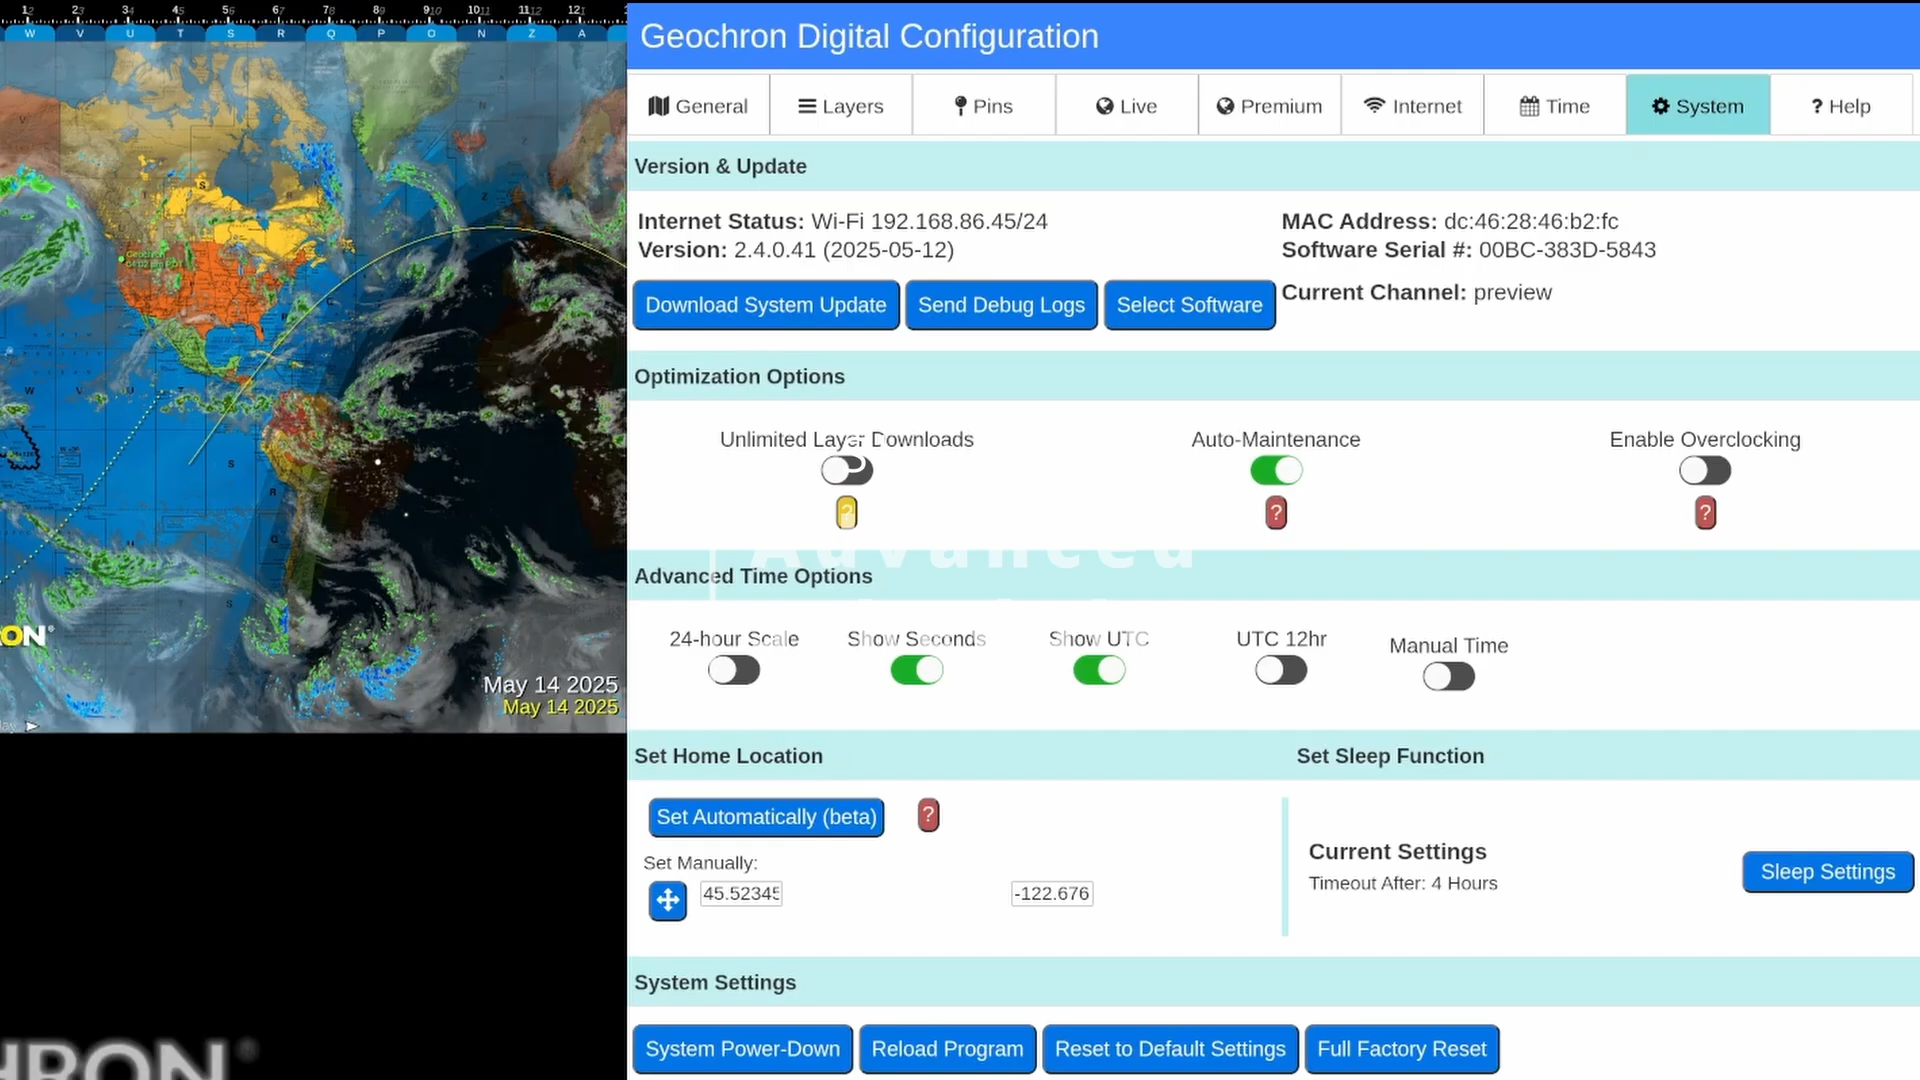 Geochron Digital Configuration
General
Layers
Pins
Live
Premium
Internet
Time
System
? Help
Version & Update
Internet Status: Wi-Fi 192.168.86.45/24
MAC Address: dc:46:28:46:b2:fc
Version: 2.4.0.41 (2025-05-12)
Software Serial #: 00BC-383D-5843
Download System Update
Send Debug Logs
Select Software
Current Channel: preview
Optimization Options
Unlimited Layer Downloads
Auto-Maintenance
Enable Overclocking
?
?
?
Advanced
Advanced Time Options
24-hour Scale
Show Seconds
Show UTC
UTC 12hr
Manual Time
Set Home Location
Set Sleep Function
Set Automatically (beta)
?
Set Manually:
45.52345
-122.676
Current Settings
Timeout After: 4 Hours
Sleep Settings
System Settings
System Power-Down
Reload Program
Reset to Default Settings
Full Factory Reset
W V U T S R Q P O N Z A
Geochron
ON®
May 14 2025
May 14 2025
HRON®